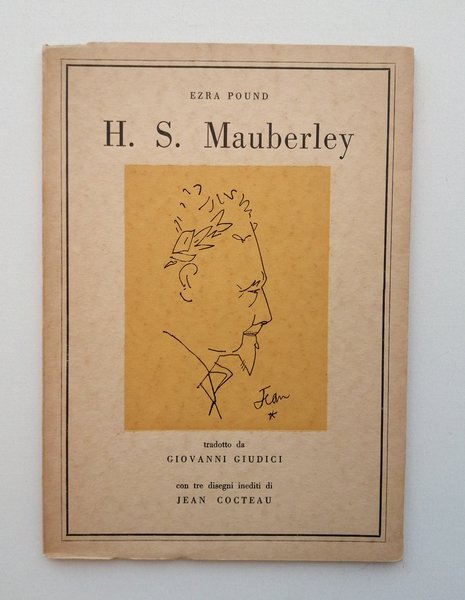 EZRA POUND
H. S. Mauberley
Jean
tradotto da
GIOVANNI GIUDICI
con tre disegni inediti di
JEAN COCTEAU